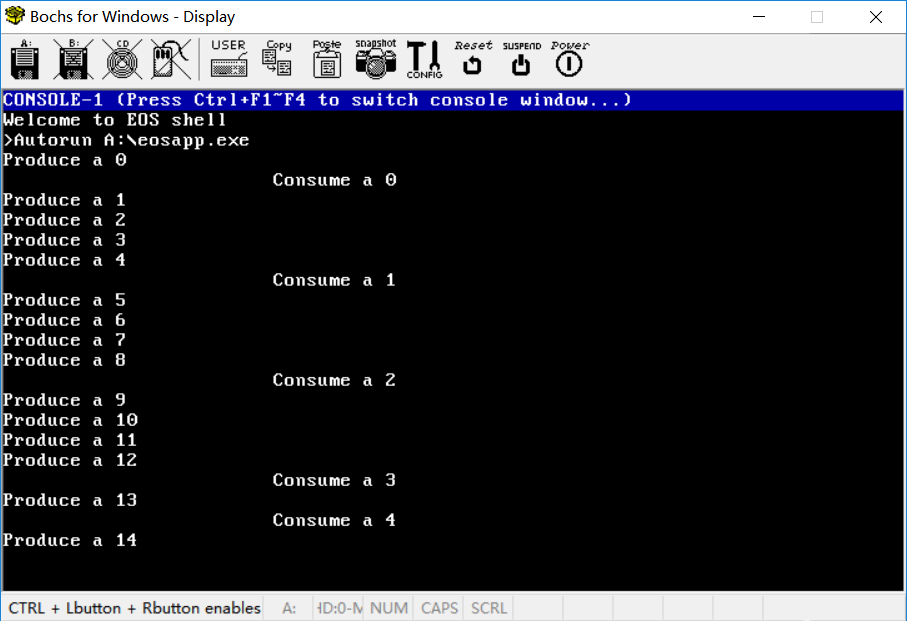 Bochs for Windows - Display
A: B: CD USER Copy Poste snapshot CONFIG Reset SUSPEND Power
CONSOLE-1 (Press Ctrl+F1~F4 to switch console window...)
Welcome to EOS shell
>Autorun A:\eosapp.exe
Produce a 0
Consume a 0
Produce a 1
Produce a 2
Produce a 3
Produce a 4
Consume a 1
Produce a 5
Produce a 6
Produce a 7
Produce a 8
Consume a 2
Produce a 9
Produce a 10
Produce a 11
Produce a 12
Consume a 3
Produce a 13
Consume a 4
Produce a 14
CTRL + Lbutton + Rbutton enables A: HD:0-M NUM CAPS SCRL